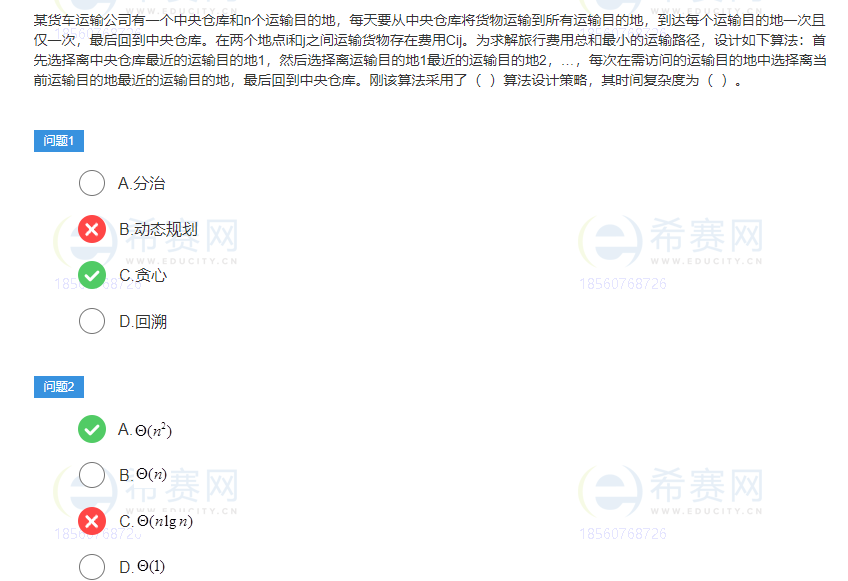 某货车运输公司有一个中央仓库和n个运输目的地，每天要从中央仓库将货物运输到所有运输目的地，到达每个运输目的地一次且
仅一次，最后回到中央仓库。在两个地点i和j之间运输货物存在费用Cij。为求解旅行费用总和最小的运输路径，设计如下算法：首
先选择离中央仓库最近的运输目的地1，然后选择离运输目的地1最近的运输目的地2，…，每次在需访问的运输目的地中选择离当
前运输目的地最近的运输目的地，最后回到中央仓库。刚该算法采用了（ ）算法设计策略，其时间复杂度为（ ）。
问题1
A.分治
B.动态规划
C.贪心
D.回溯
希赛网
WWW.EDUCITY.CN
18560768726
希赛网
WWW.EDUCITY.CN
18560768726
问题2
A.Θ(n²)
B.Θ(n)
C.Θ(n lg n)
D.Θ(1)
希赛网
WWW.EDUCITY.CN
18560768726
希赛网
WWW.EDUCITY.CN
18560768726